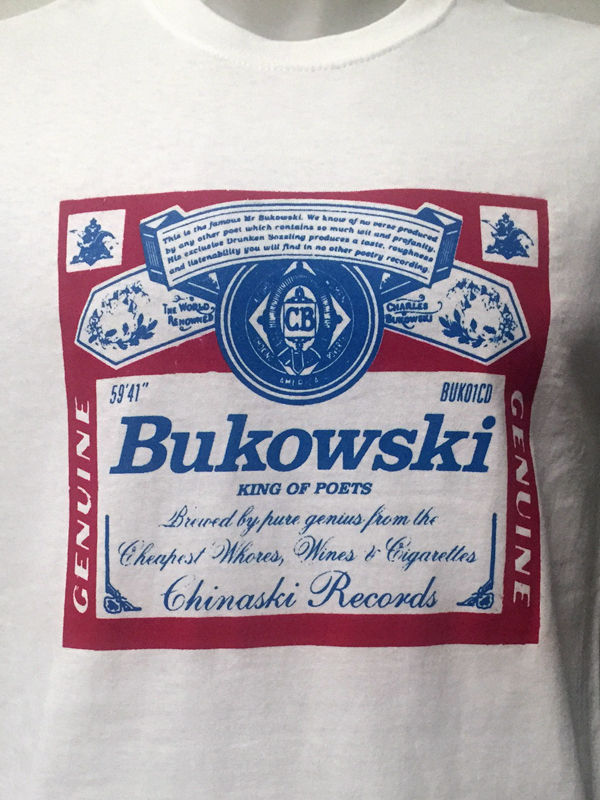 This is the famous Mr Bukowski. We know of no verse produced
by any other poet which contains so much will and profanity.
His exclusive Drunken Dazzling produces a taste, roughness
and listenability you will find in no other poetry recording.
THE WORLD
RENOWNED
CB
CHARLES
BUKOWSKI
AMERICA
59'41"
BUK01CD
Bukowski
KING OF POETS
Brewed by pure genius from the
Cheapest Whores, Wines & Cigarettes
Chinaski Records
GENUINE
GENUINE